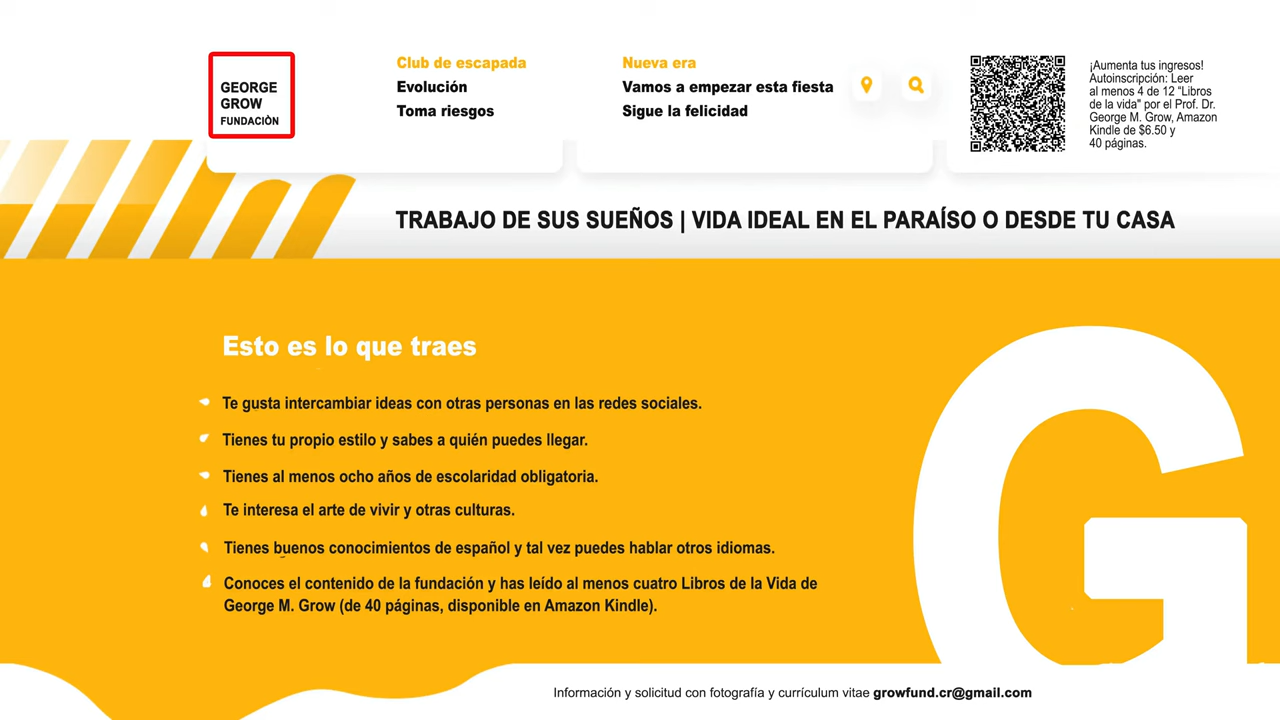 GEORGE
GROW
FUNDACIÒN
Club de escapada
Evolución
Toma riesgos
Nueva era
Vamos a empezar esta fiesta
Sigue la felicidad
¡Aumenta tus ingresos!
Autoinscripción: Leer
al menos 4 de 12 "Libros
de la vida" por el Prof. Dr.
George M. Grow, Amazon
Kindle de $6.50 y
40 páginas.
TRABAJO DE SUS SUEÑOS | VIDA IDEAL EN EL PARAÍSO O DESDE TU CASA
Esto es lo que traes
Te gusta intercambiar ideas con otras personas en las redes sociales.
Tienes tu propio estilo y sabes a quién puedes llegar.
Tienes al menos ocho años de escolaridad obligatoria.
Te interesa el arte de vivir y otras culturas.
Tienes buenos conocimientos de español y tal vez puedes hablar otros idiomas.
Conoces el contenido de la fundación y has leído al menos cuatro Libros de la Vida de
George M. Grow (de 40 páginas, disponible en Amazon Kindle).
G
Información y solicitud con fotografía y currículum vitae growfund.cr@gmail.com